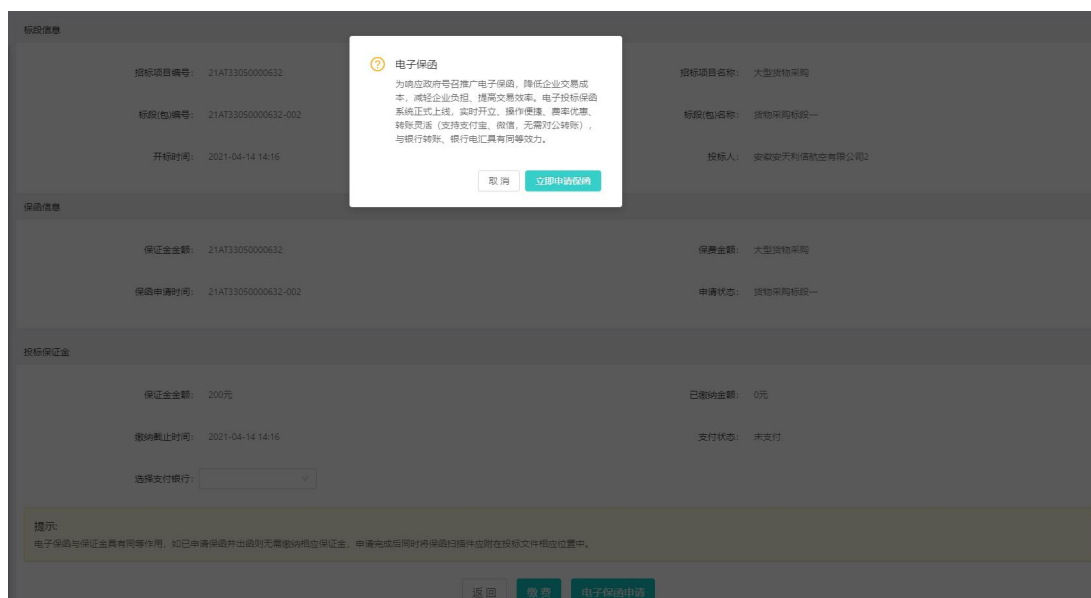 标段信息
招标项目编号: 21AT33050000632
招标项目名称: 大型货物采购
标段(包)编号: 21AT33050000632-002
标段(包)名称: 货物采购标段一
开标时间: 2021-04-14 14:16
投标人: 安徽安天利信航空有限公司2
电子保函
为响应政府号召推广电子保函,降低企业交易成
本,减轻企业负担、提高交易效率。电子投标保函
系统正式上线,实时开立、操作便捷、费率优惠、
转账灵活(支持支付宝、微信,无需对公转账),
与银行转账、银行电汇具有同等效力。
取 消 立即申请保函
保函信息
保证金金额: 21AT33050000632
保费金额: 大型货物采购
保函申请时间: 21AT33050000632-002
申请状态: 货物采购标段一
投标保证金
保证金金额: 200元
已缴纳金额: 0元
缴纳截止时间: 2021-04-14 14:16
支付状态: 未支付
选择支付银行:
提示:
电子保函与保证金具有同等作用,如已申请保函并出函则无需缴纳相应保证金,申请完成后同时将保函扫描件应附在投标文件相应位置中。
返 回 缴 费 电子保函申请